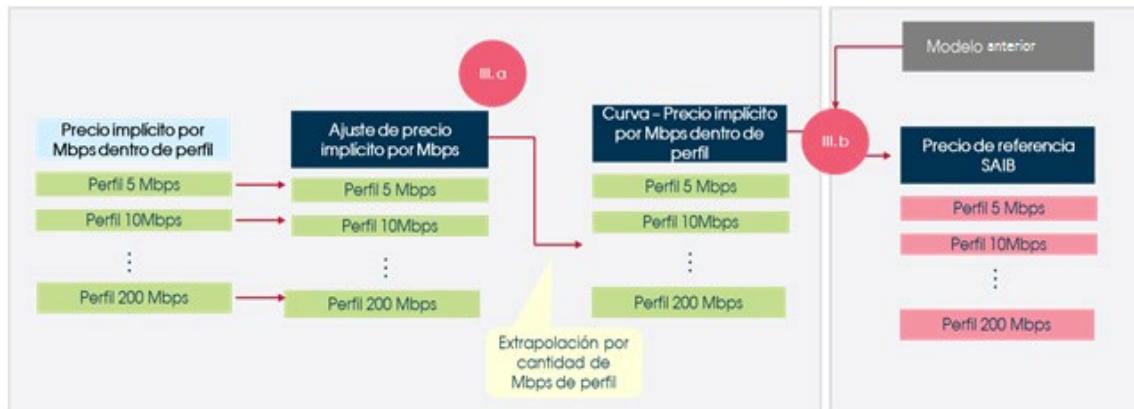 III.a
Modelo anterior
Precio implícito por
Mbps dentro de perfil
Perfil 5 Mbps
Perfil 10Mbps
⋮
Perfil 200 Mbps
Ajuste de precio
implícito por Mbps
Perfil 5 Mbps
Perfil 10Mbps
⋮
Perfil 200 Mbps
Extrapolación por
cantidad de
Mbps de perfil
Curva – Precio implícito
por Mbps dentro de
perfil
Perfil 5 Mbps
Perfil 10Mbps
⋮
Perfil 200 Mbps
III.b
Precio de referencia
SAIB
Perfil 5 Mbps
Perfil 10Mbps
⋮
Perfil 200 Mbps